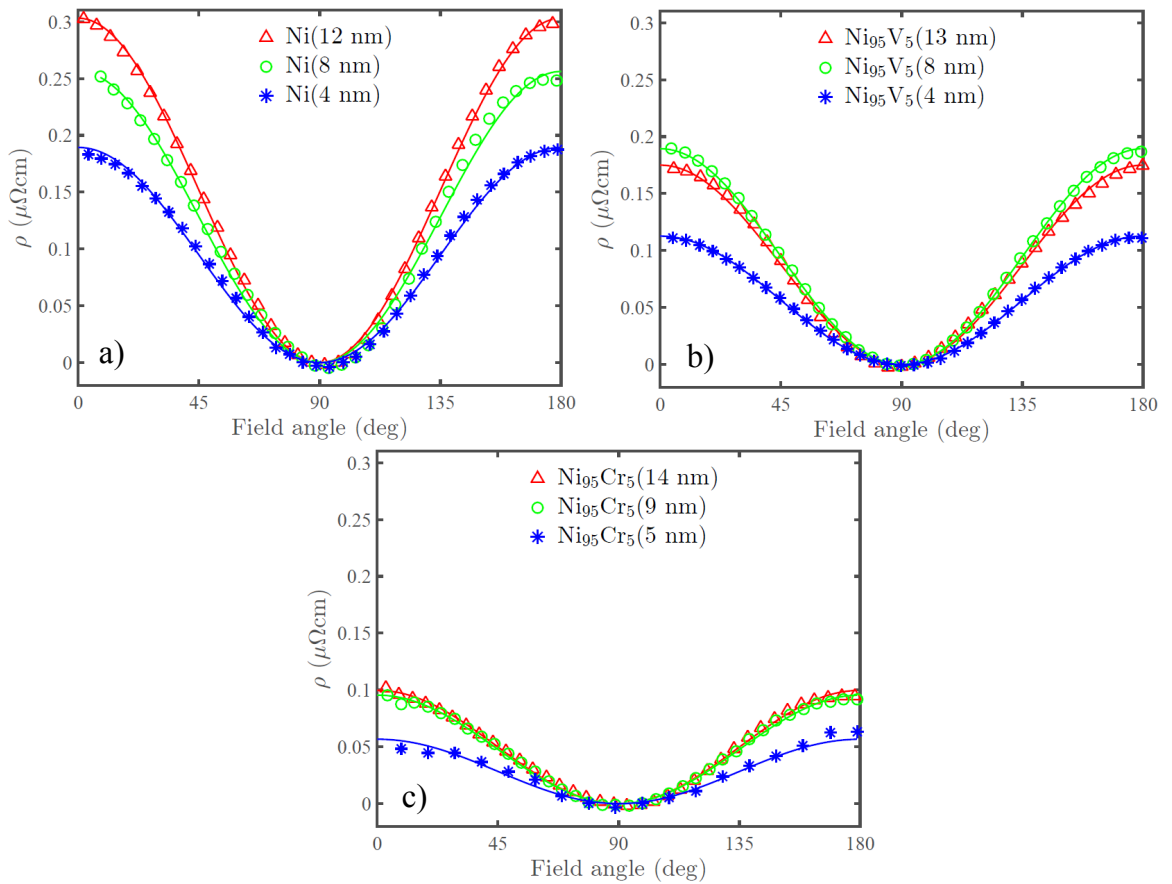 0.3
0.25
0.2
0.15
0.1
0.05
0
ρ (μΩcm)
Ni(12 nm)
Ni(8 nm)
Ni(4 nm)
a)
0 45 90 135 180
Field angle (deg)
0.3
0.25
0.2
0.15
0.1
0.05
0
ρ (μΩcm)
Ni₉₅V₅(13 nm)
Ni₉₅V₅(8 nm)
Ni₉₅V₅(4 nm)
b)
0 45 90 135 180
Field angle (deg)
0.3
0.25
0.2
0.15
0.1
0.05
0
ρ (μΩcm)
Ni₉₅Cr₅(14 nm)
Ni₉₅Cr₅(9 nm)
Ni₉₅Cr₅(5 nm)
c)
0 45 90 135 180
Field angle (deg)